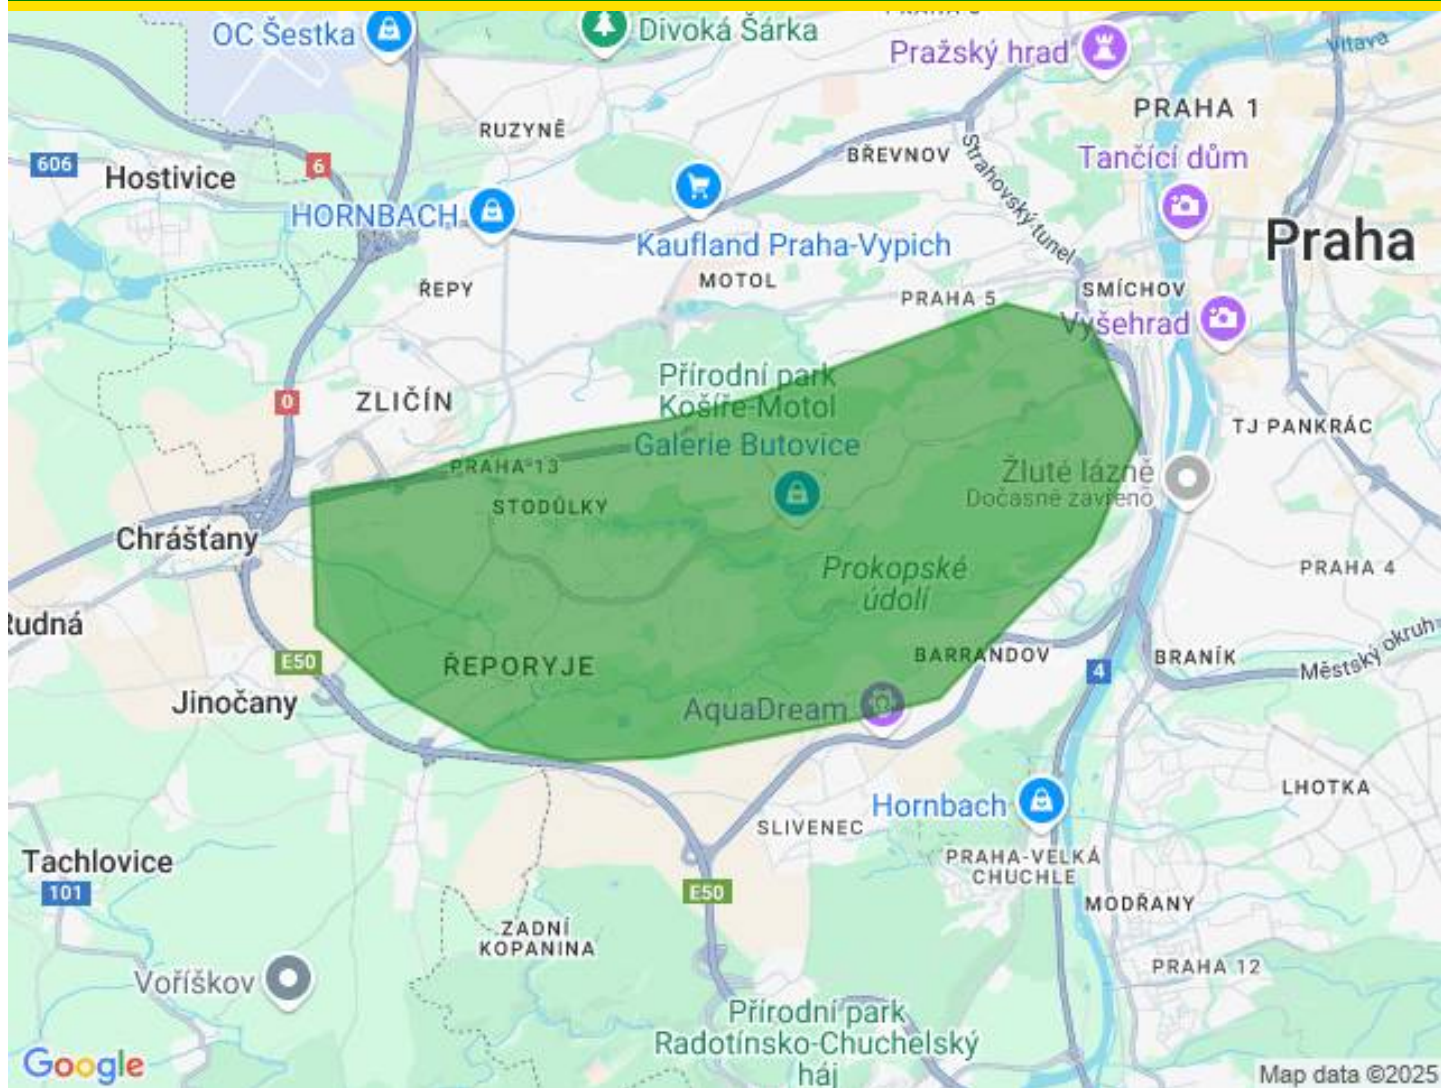 OC Šestka
Divoká Šárka
Pražský hrad
Vltava
PRAHA 1
RUZYNĚ
BŘEVNOV
Strahovský tunel
Tančící dům
606
6
Hostivice
HORNBACH
Kaufland Praha-Vypich
Praha
ŘEPY
MOTOL
PRAHA 5
SMÍCHOV
Vyšehrad
Přírodní park
Košíře-Motol
0
ZLIČÍN
TJ PANKRÁC
Galerie Butovice
PRAHA 13
STODŮLKY
Žluté lázně
Dočasně zavřeno
Chrášťany
Prokopské
údolí
PRAHA 4
Rudná
E50
ŘEPORYJE
BARRANDOV
4
BRANÍK
Městský okruh
Jinočany
AquaDream
LHOTKA
Hornbach
SLIVENEC
PRAHA-VELKÁ
CHUCHLE
Tachlovice
101
E50
MODŘANY
ZADNÍ
KOPANINA
PRAHA 12
Voříškov
Přírodní park
Radotínsko-Chuchelský
háj
Google
Map data ©2025